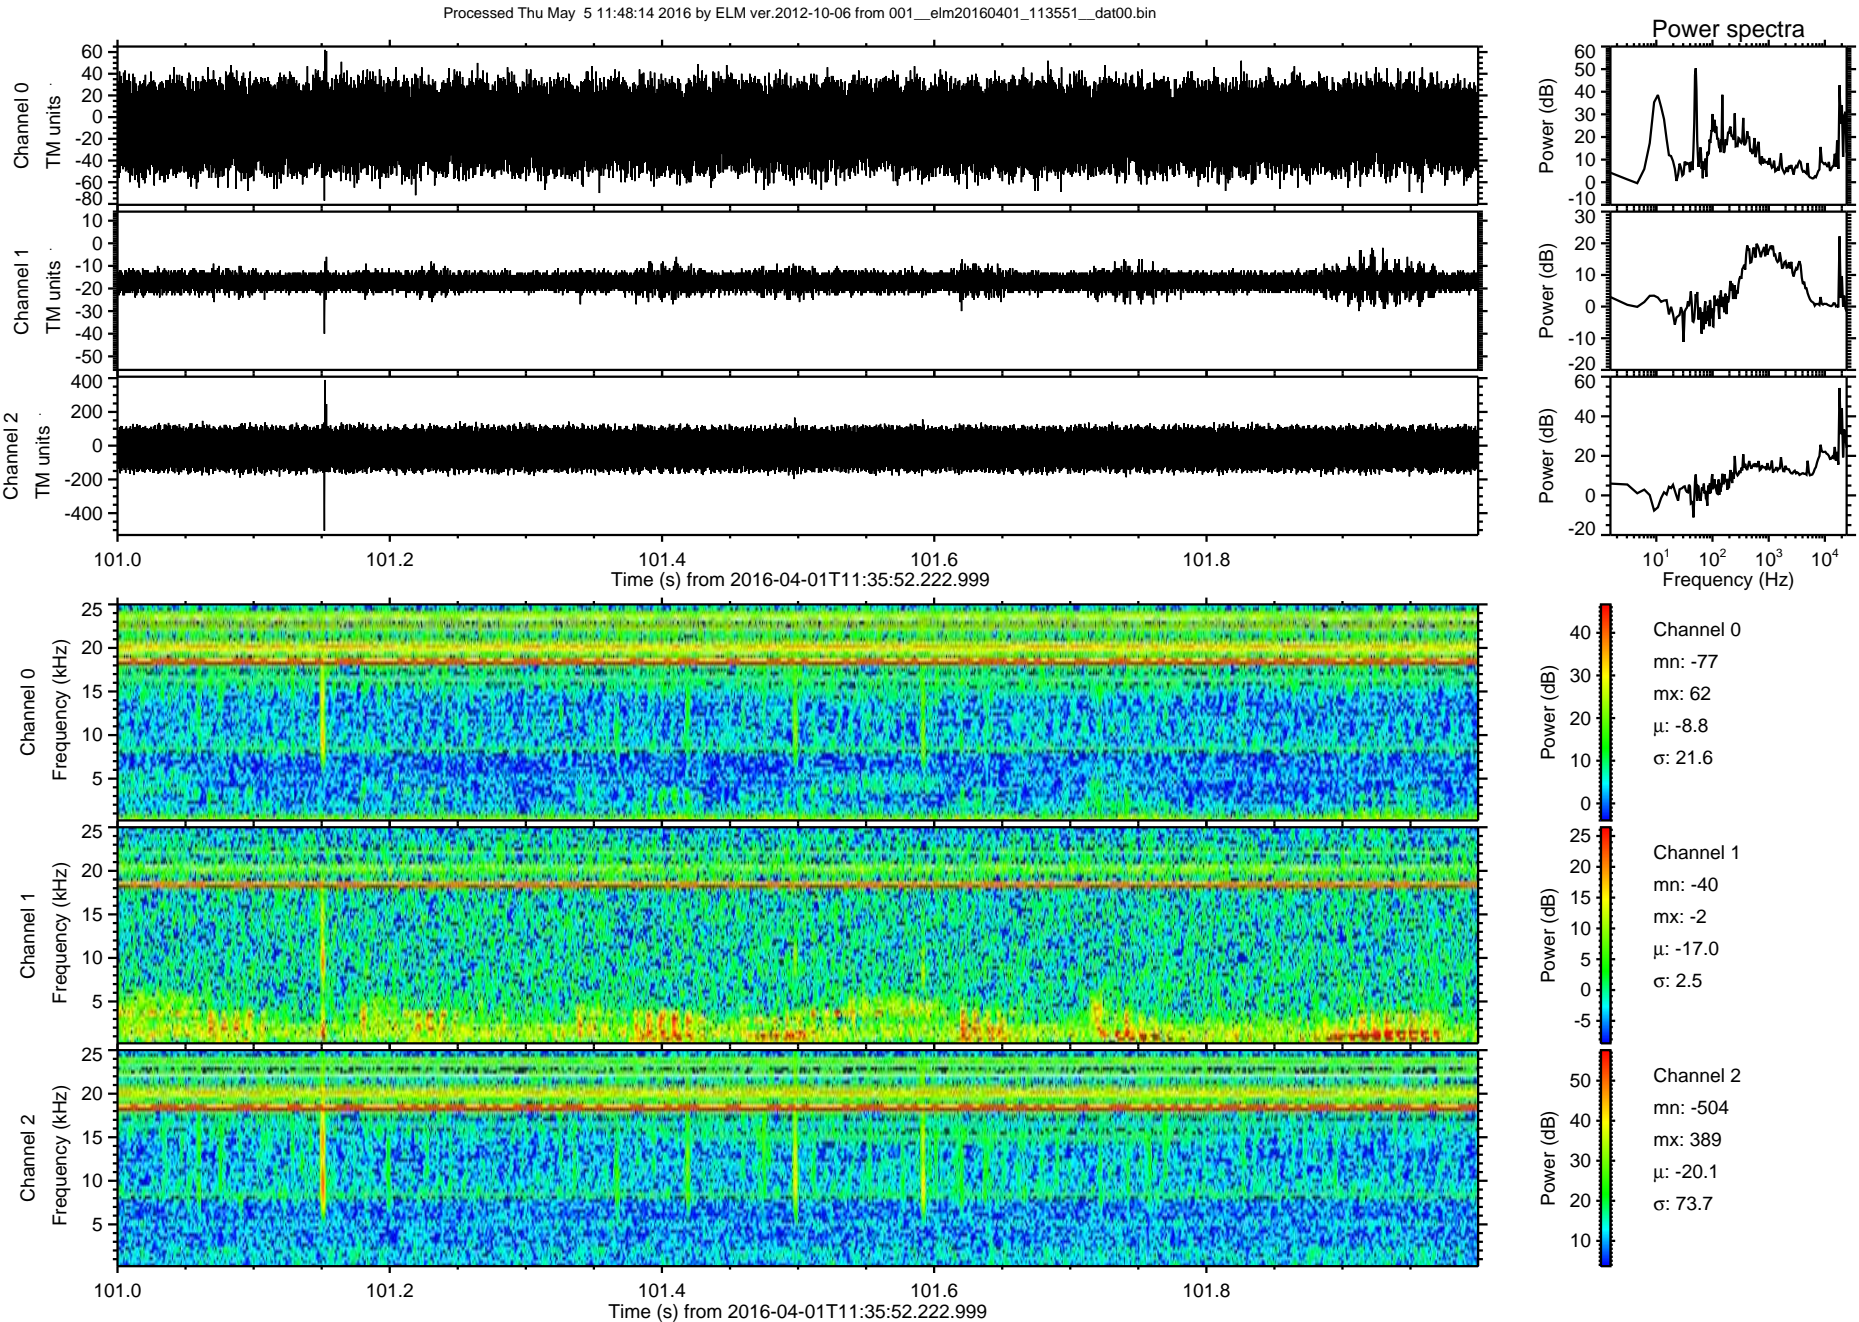 Processed Thu May 5 11:48:14 2016 by ELM ver.2012-10-06 from 001__elm20160401_113551__dat00.bin
Power spectra
Channel 0
TM units
60
40
20
0
-20
-40
-60
-80
Power (dB)
60
50
40
30
20
10
0
-10
Channel 1
TM units
10
0
-10
-20
-30
-40
-50
Power (dB)
30
20
10
0
-10
-20
Channel 2
TM units
400
200
0
-200
-400
Power (dB)
60
40
20
0
-20
101.0 101.2 101.4 101.6 101.8
Time (s) from 2016-04-01T11:35:52.222.999
10^1 10^2 10^3 10^4
Frequency (Hz)
Channel 0
Frequency (kHz)
25
20
15
10
5
Power (dB)
40
30
20
10
0
Channel 0
mn: -77
mx: 62
μ: -8.8
σ: 21.6
Channel 1
Frequency (kHz)
25
20
15
10
5
Power (dB)
25
20
15
10
5
0
-5
Channel 1
mn: -40
mx: -2
μ: -17.0
σ: 2.5
Channel 2
Frequency (kHz)
25
20
15
10
5
Power (dB)
50
40
30
20
10
Channel 2
mn: -504
mx: 389
μ: -20.1
σ: 73.7
101.0 101.2 101.4 101.6 101.8
Time (s) from 2016-04-01T11:35:52.222.999